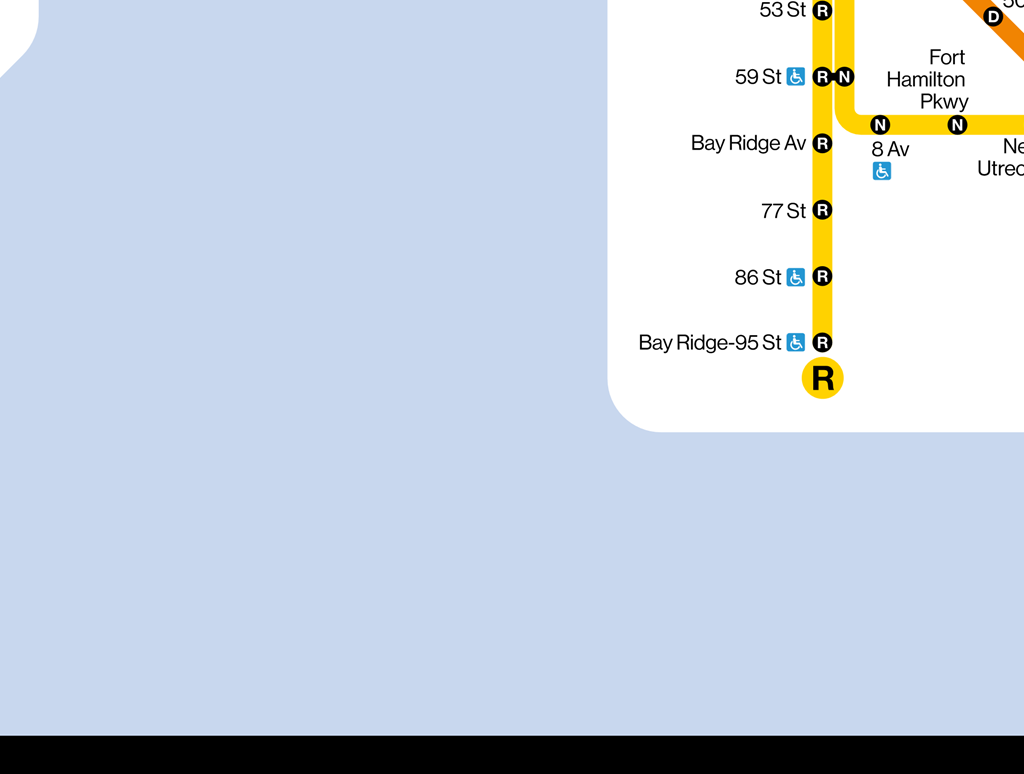 53 St R
D
59 St R N
Fort
Hamilton
Pkwy
N N
8 Av
Bay Ridge Av R
77 St R
86 St R
Bay Ridge-95 St R
R